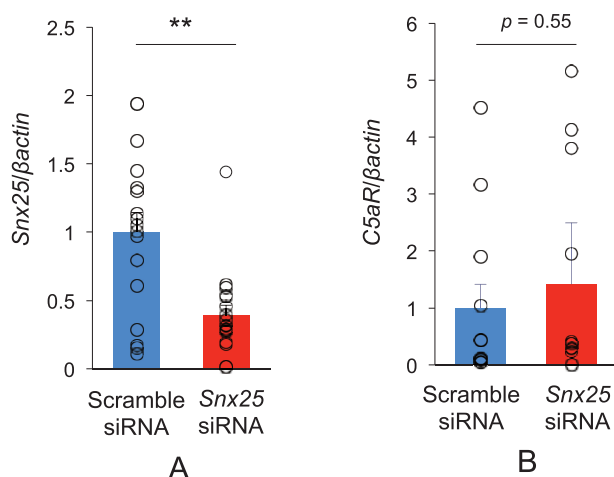 2.5
**
2
1.5
1
0.5
0
Snx25/βactin
Scramble
siRNA
Snx25
siRNA
A
6
p = 0.55
5
4
3
2
1
0
C5aR/βactin
Scramble
siRNA
Snx25
siRNA
B